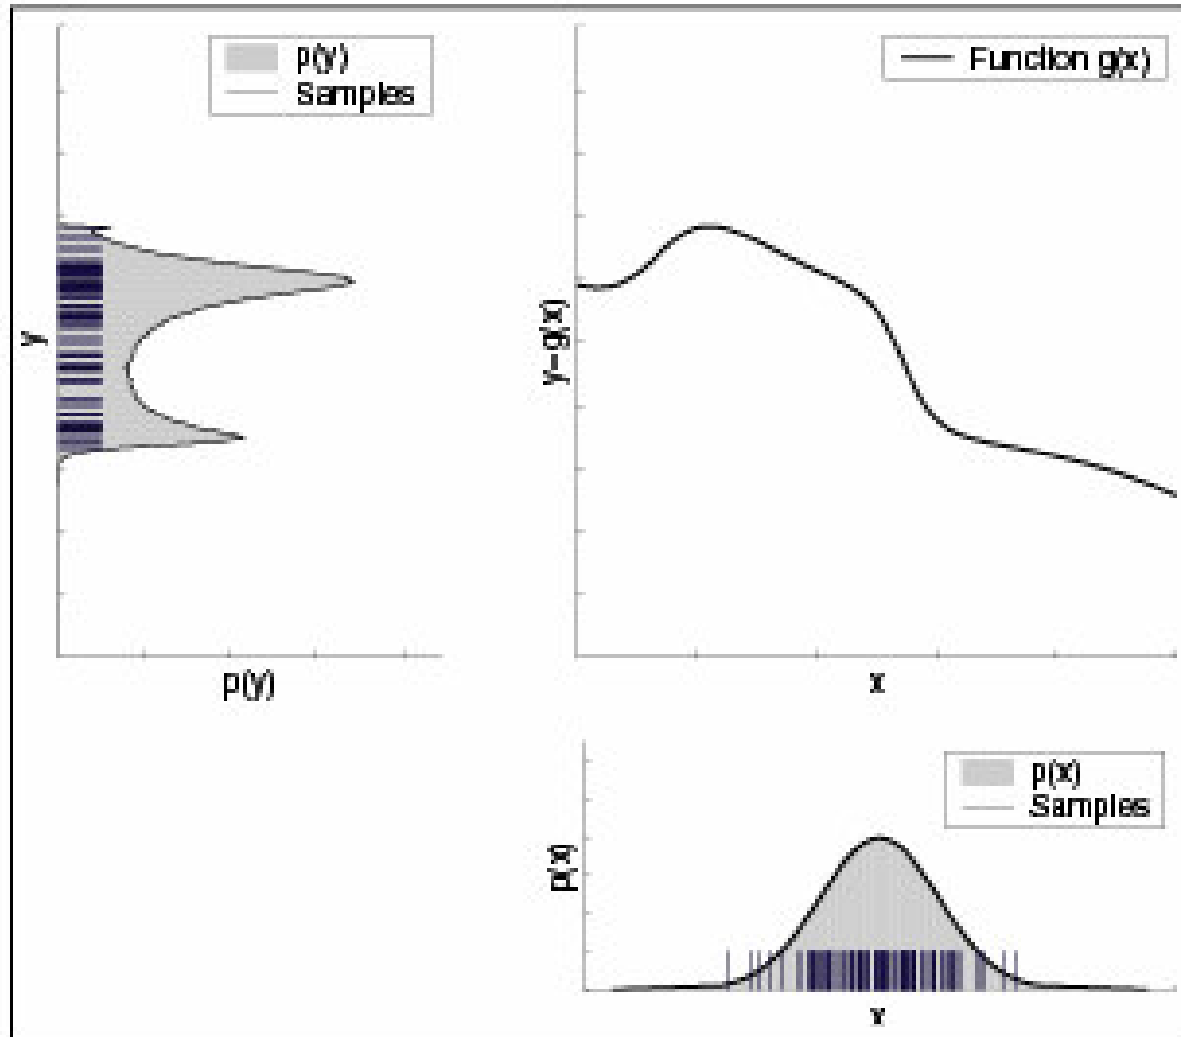 p(y)
Samples
Function g(x)
y
y=g(x)
p(y)
x
p(x)
Samples
p(x)
x